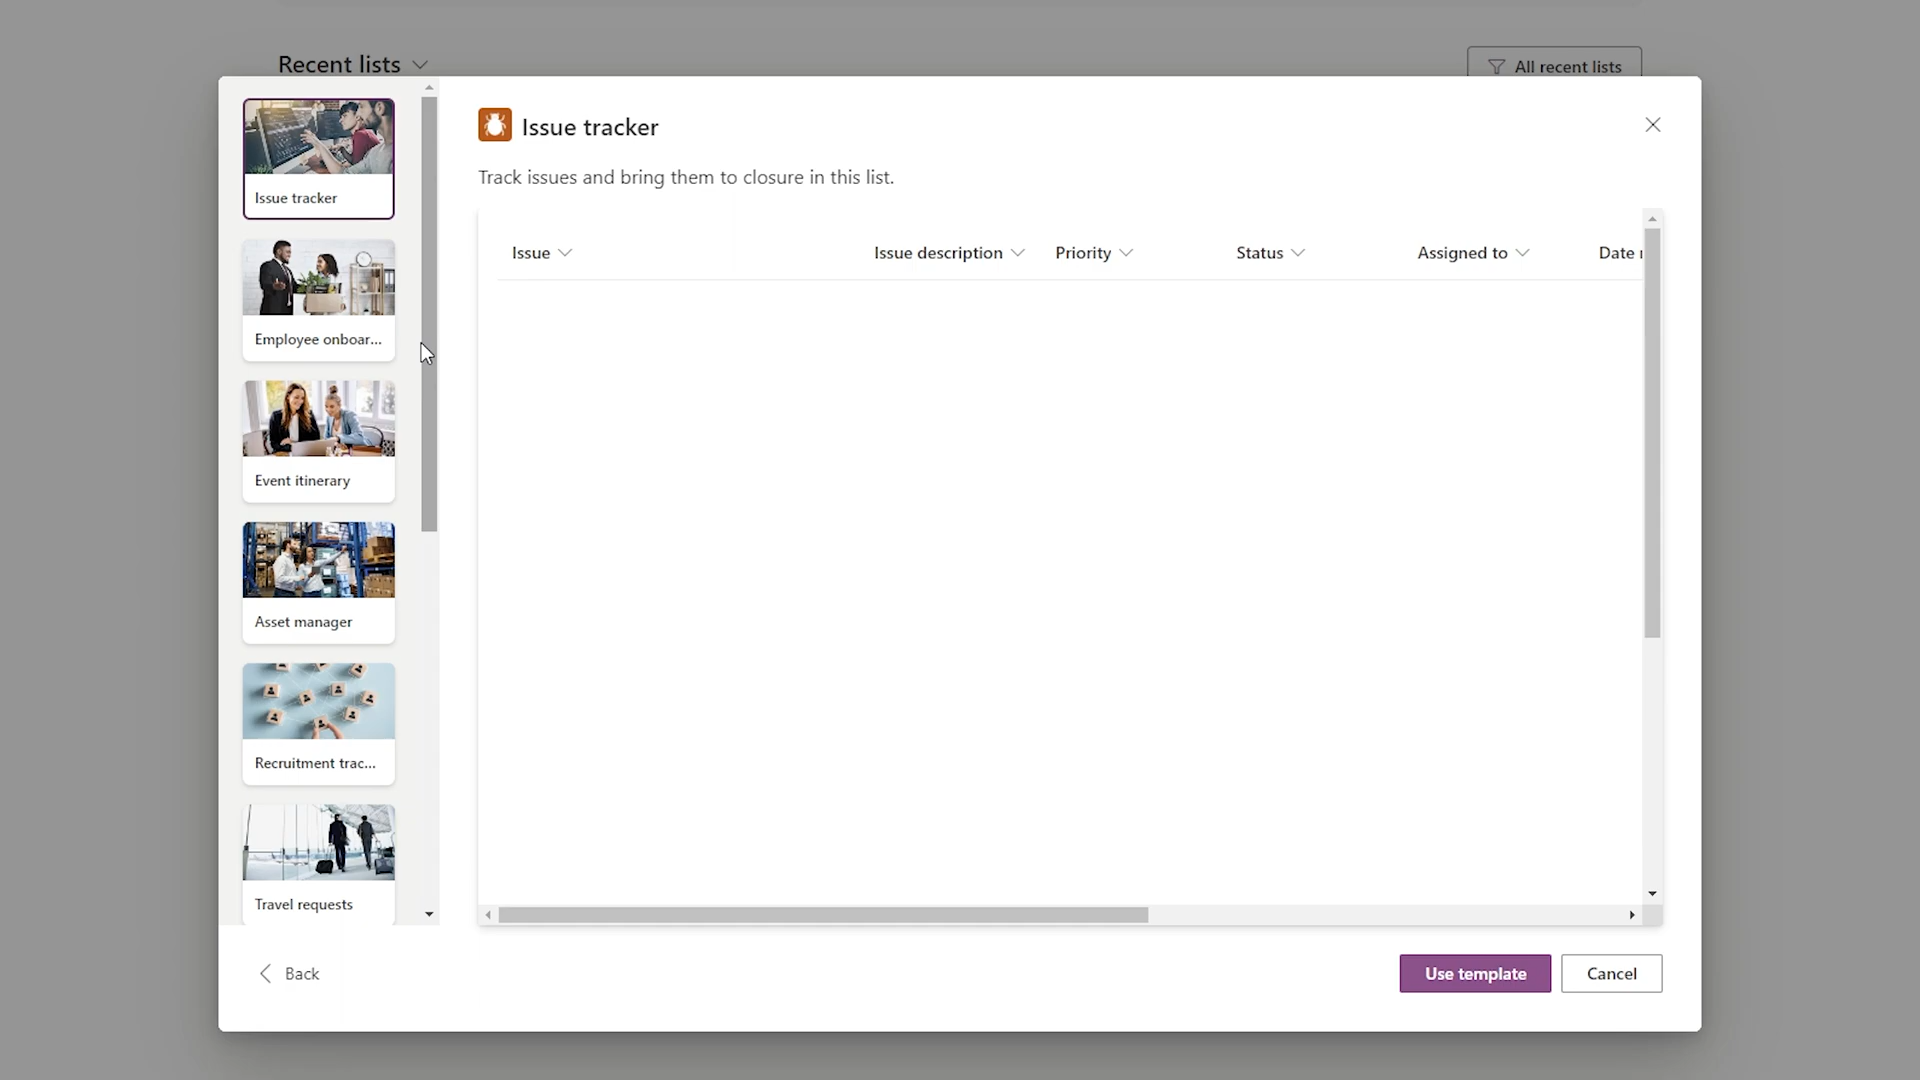 Recent lists
All recent lists
Issue tracker
Track issues and bring them to closure in this list.
Issue
Issue description
Priority
Status
Assigned to
Date
Issue tracker
Employee onboar...
Event itinerary
Asset manager
Recruitment trac...
Travel requests
Back
Use template
Cancel